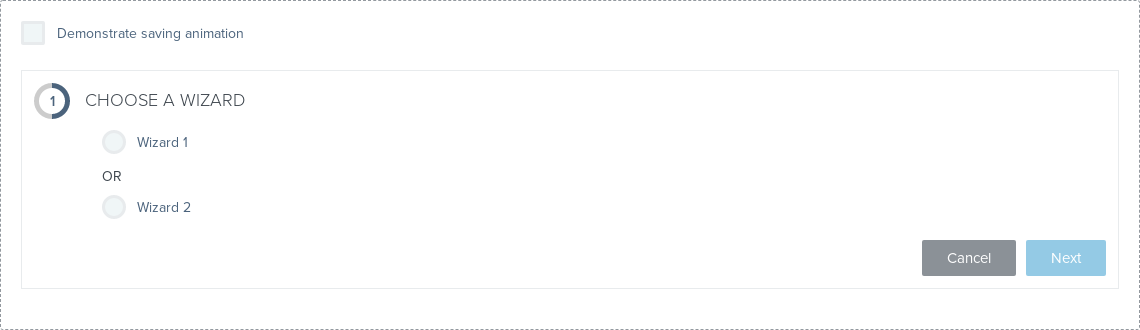 Demonstrate saving animation
1 CHOOSE A WIZARD
Wizard 1
OR
Wizard 2
Cancel Next